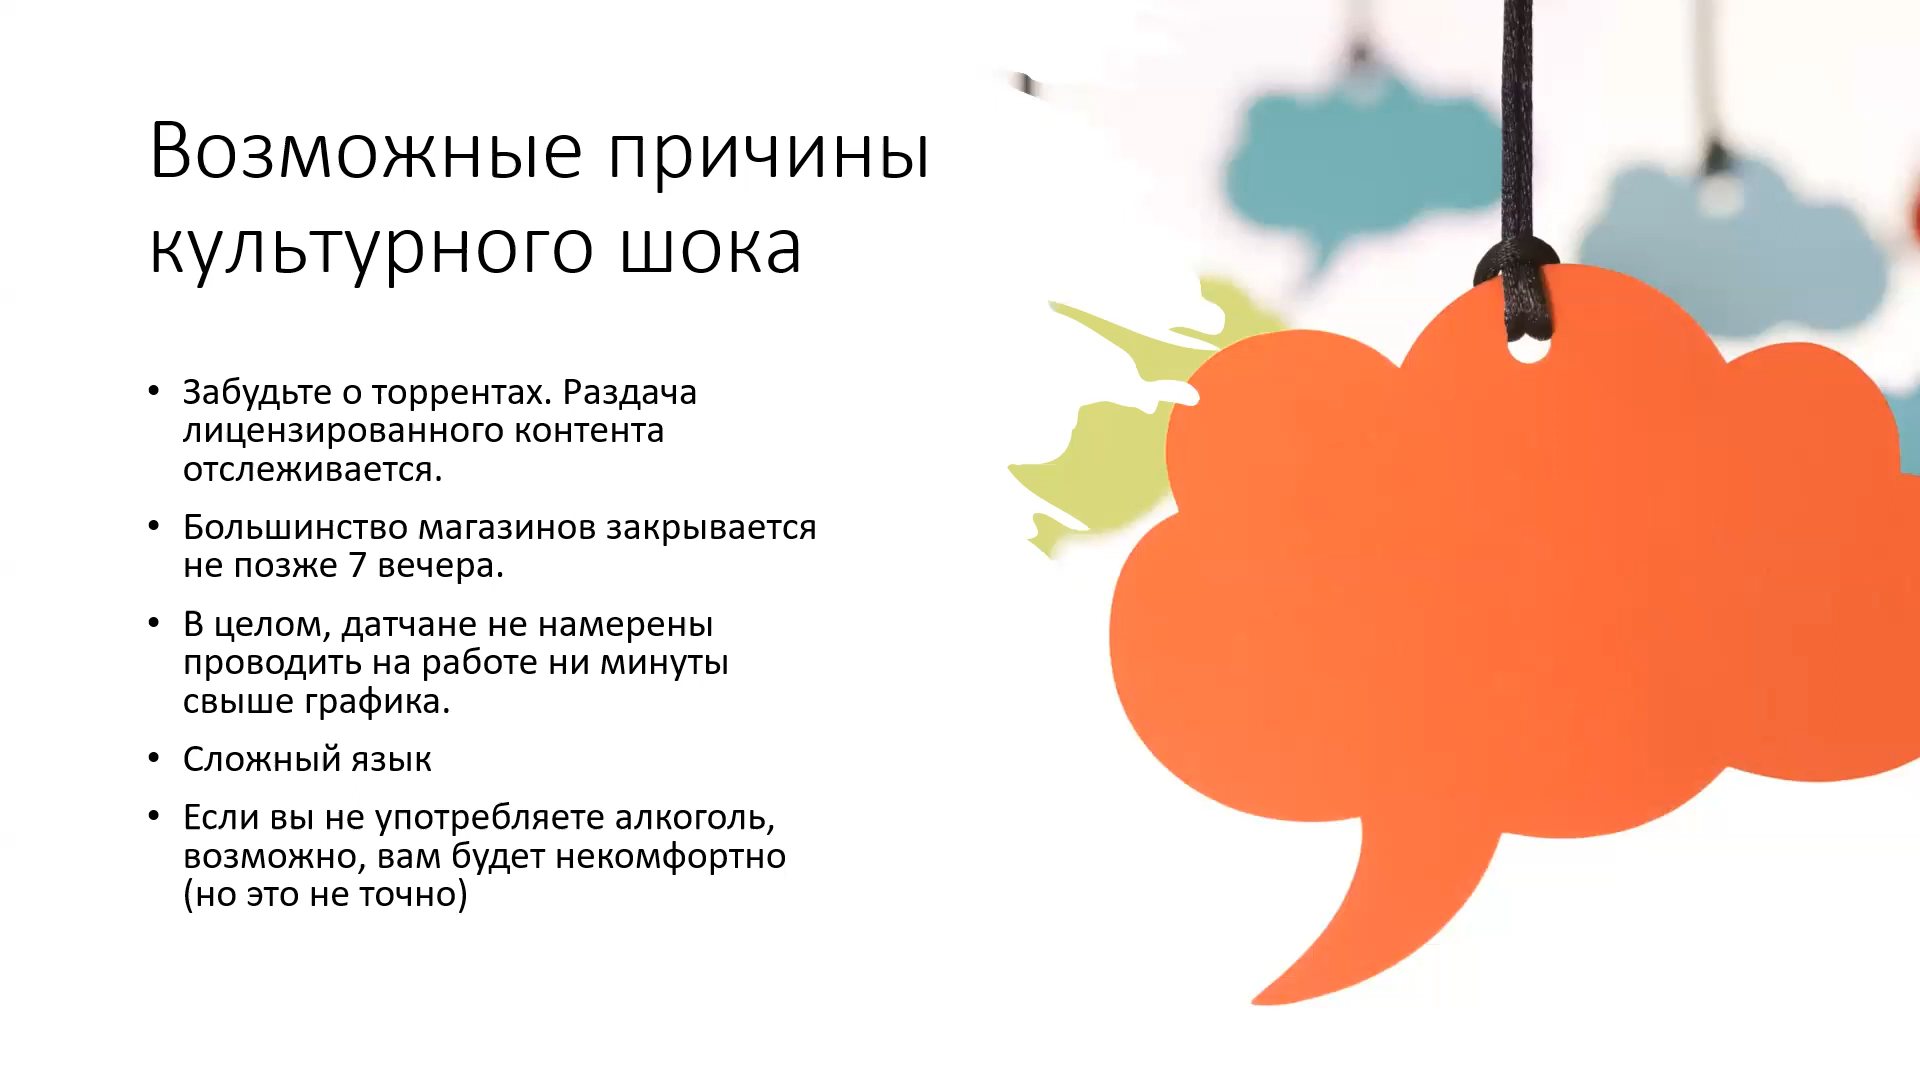 Возможные причины
культурного шока
• Забудьте о торрентах. Раздача
лицензированного контента
отслеживается.
• Большинство магазинов закрывается
не позже 7 вечера.
• В целом, датчане не намерены
проводить на работе ни минуты
свыше графика.
• Сложный язык
• Если вы не употребляете алкоголь,
возможно, вам будет некомфортно
(но это не точно)